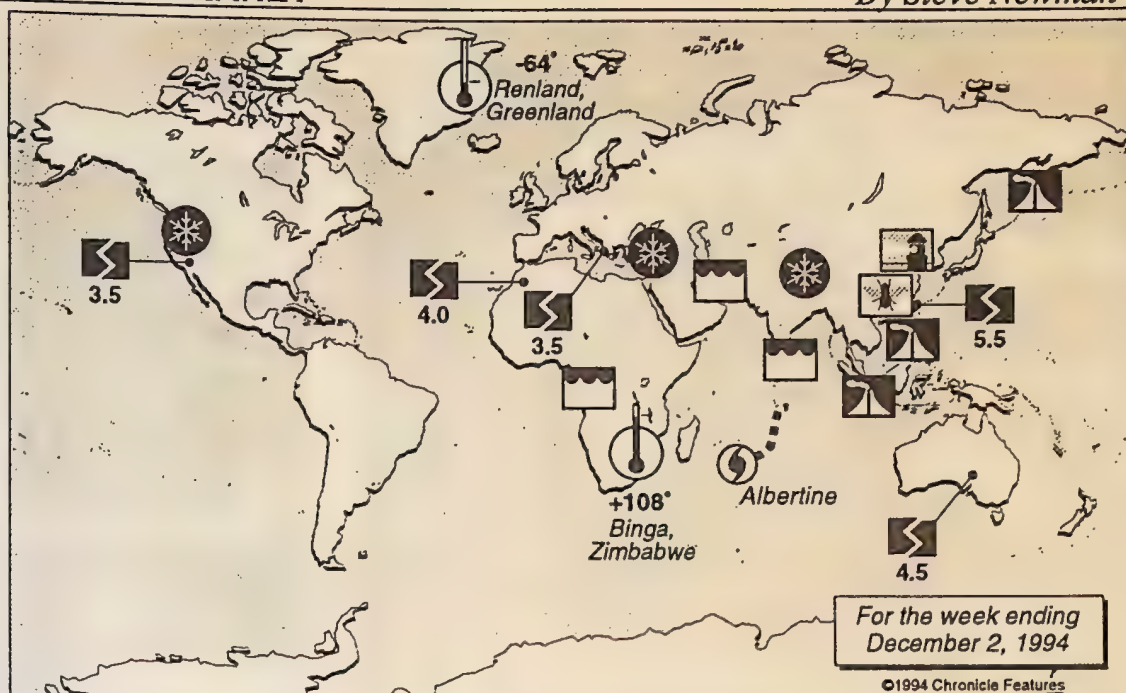 By Steve Newman
-64°
Renland,
Greenland
3.5
4.0
3.5
5.5
+108°
Binga,
Zimbabwe
Albertine
4.5
For the week ending
December 2, 1994
©1994 Chronicle Features